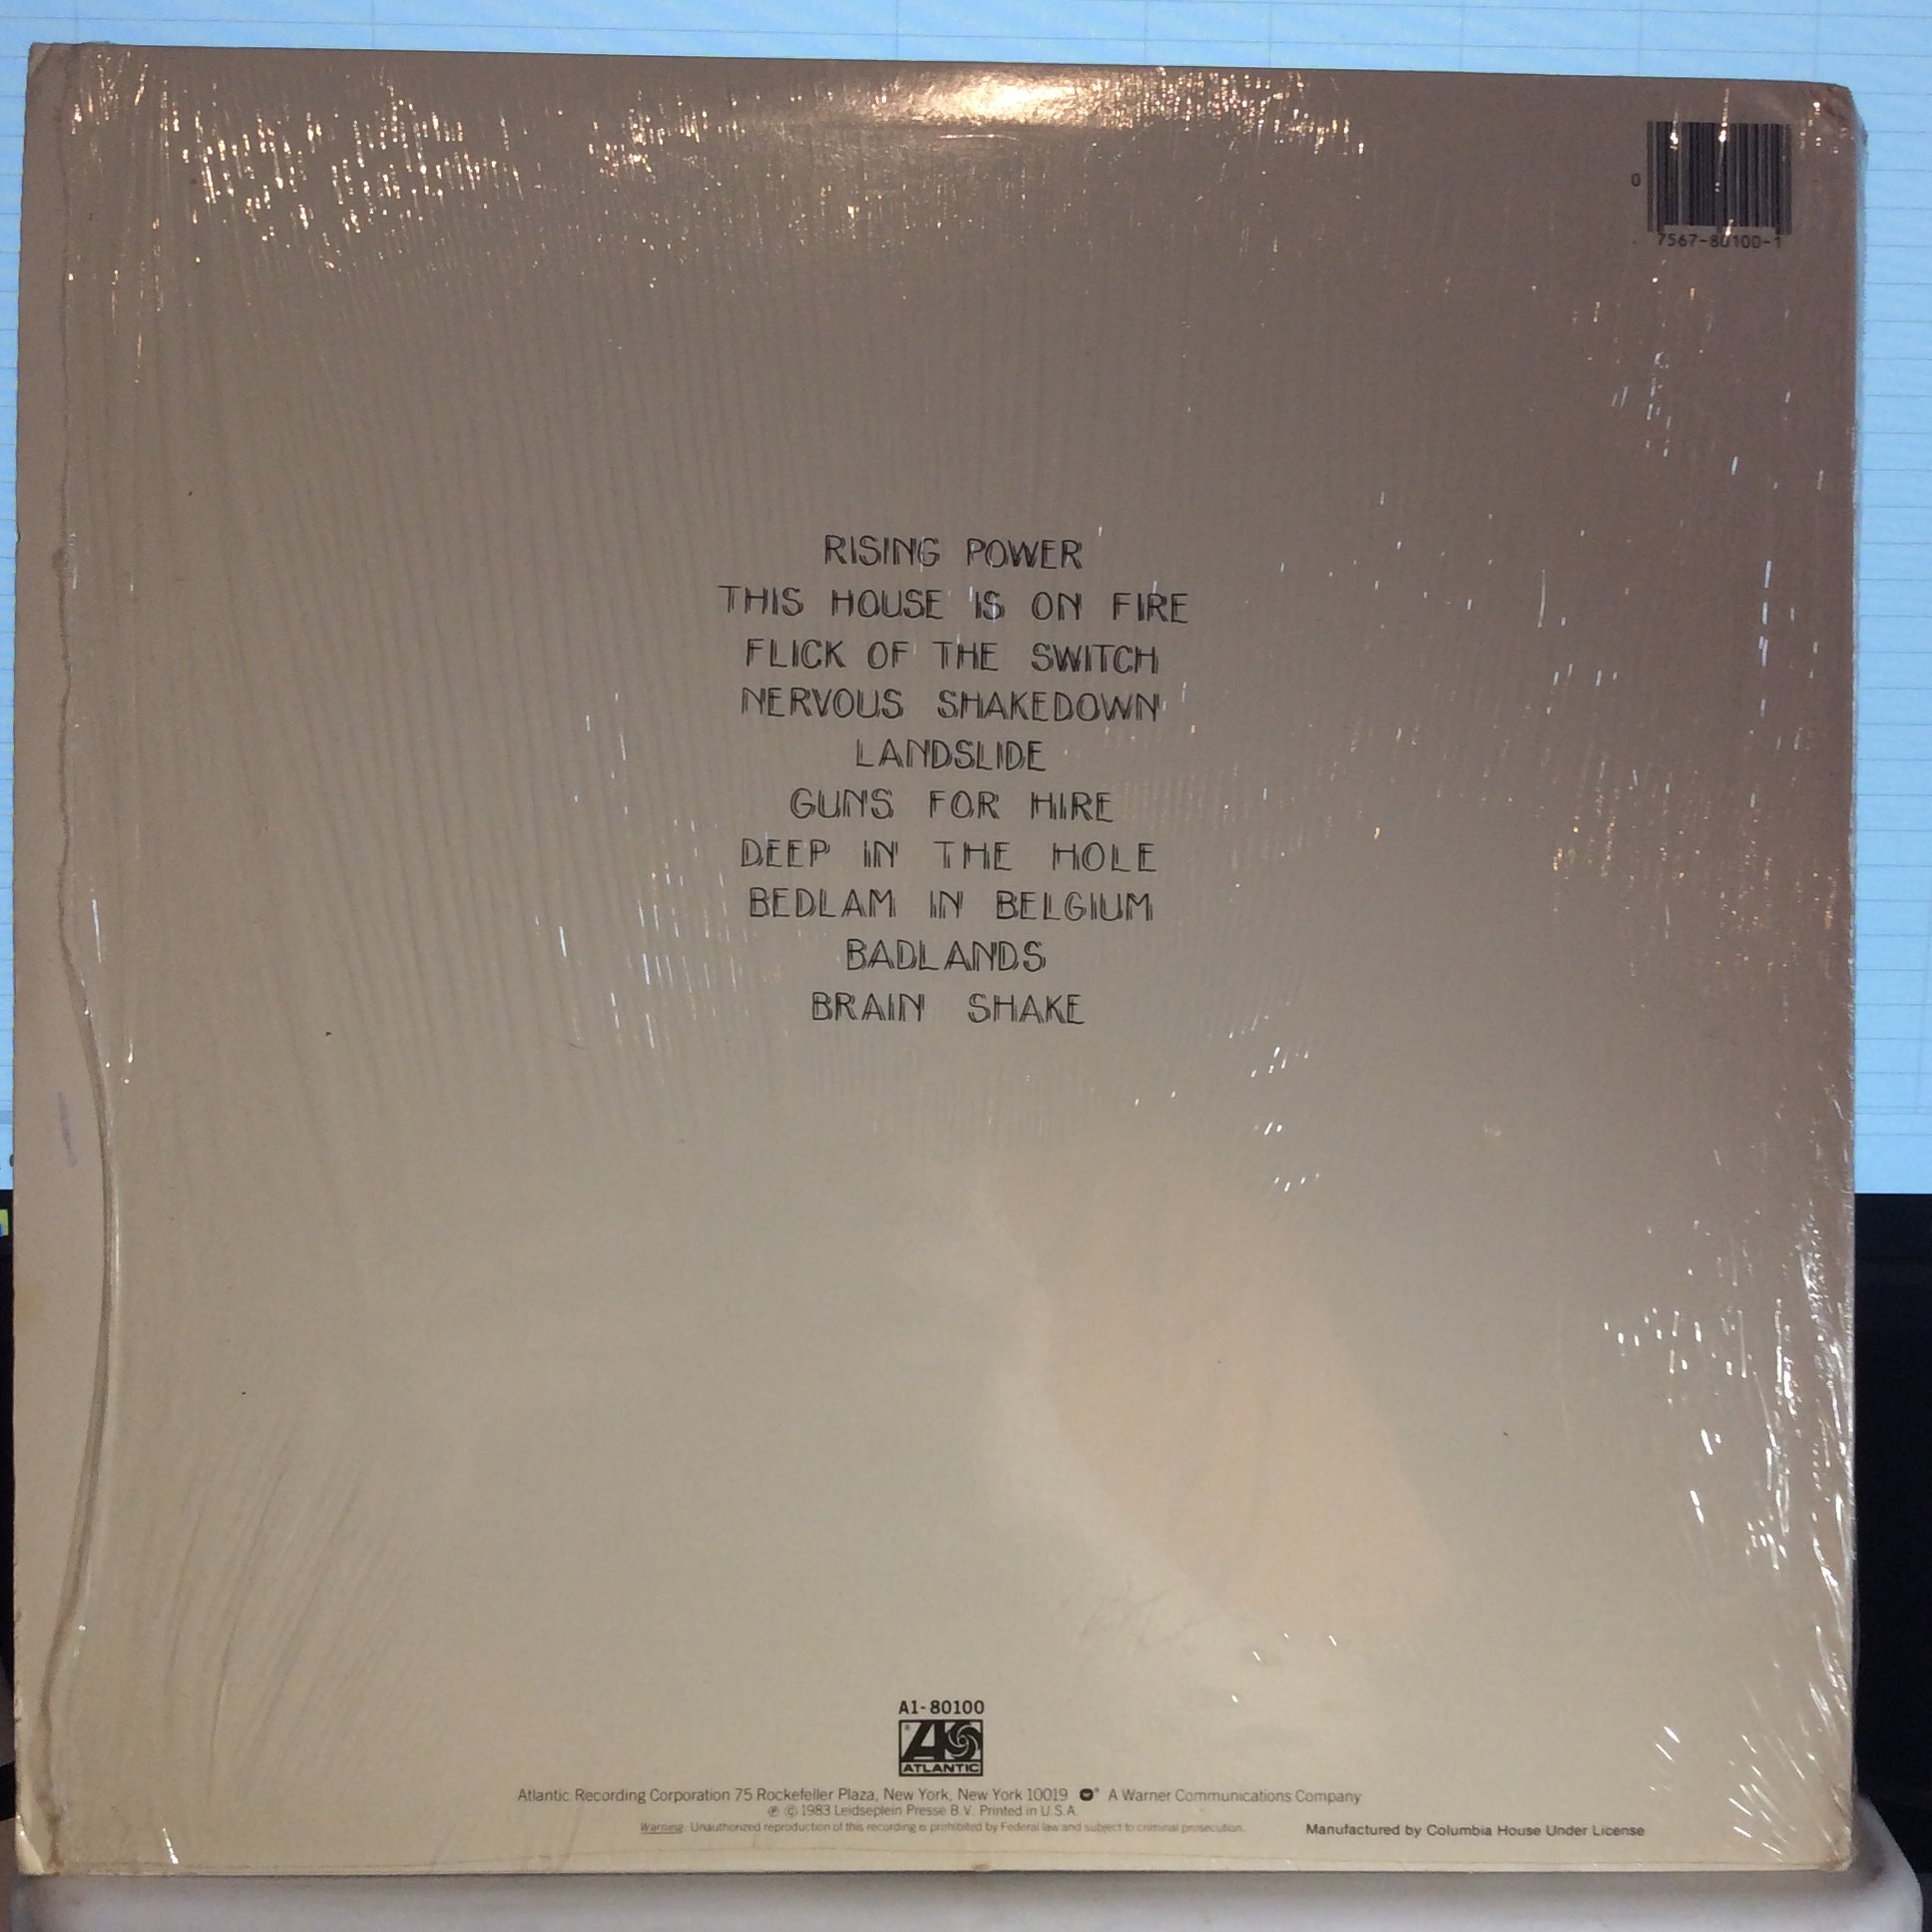 0
7567-80100-1
RISING POWER
THIS HOUSE IS ON FIRE
FLICK OF THE SWITCH
NERVOUS SHAKEDOWN
LANDSLIDE
GUNS FOR HIRE
DEEP IN THE HOLE
BEDLAM IN BELGIUM
BADLANDS
BRAIN SHAKE
A1-80100
ATLANTIC
Atlantic Recording Corporation 75 Rockefeller Plaza, New York, New York 10019 A Warner Communications Company
℗ © 1983 Leidseplein Presse B.V. Printed in U.S.A.
Warning: Unauthorized reproduction of this recording is prohibited by Federal law and subject to criminal prosecution.
Manufactured by Columbia House Under License